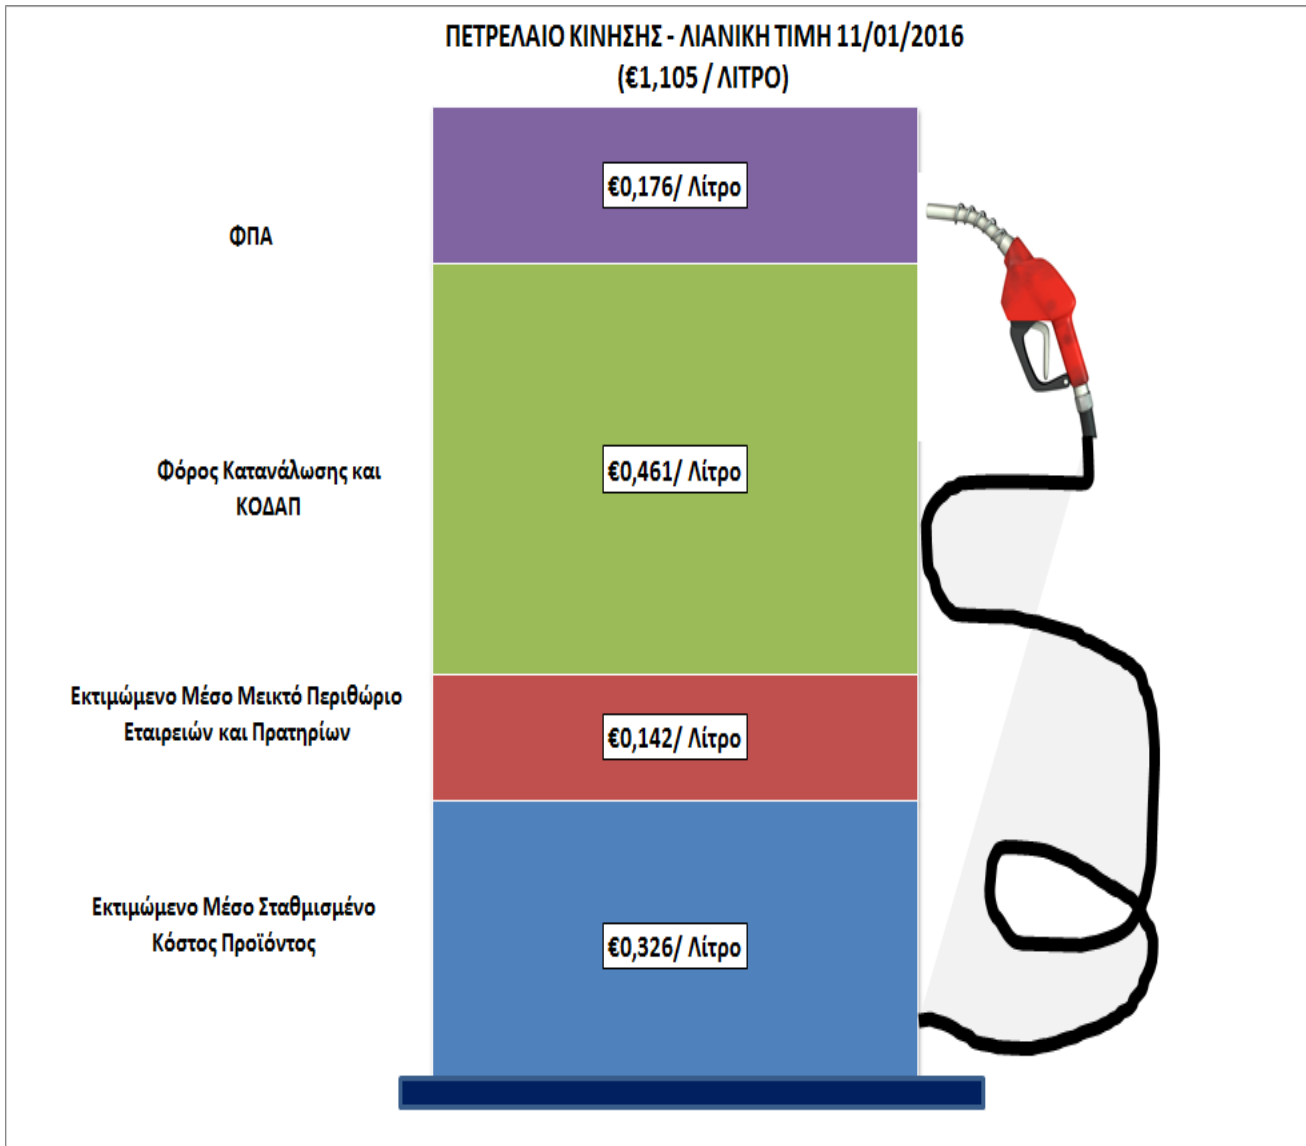 ΠΕΤΡΕΛΑΙΟ ΚΙΝΗΣΗΣ - ΛΙΑΝΙΚΗ ΤΙΜΗ 11/01/2016
(€1,105 / ΛΙΤΡΟ)
€0,176/ Λίτρο
ΦΠΑ
Φόρος Κατανάλωσης και
ΚΟΔΑΠ
€0,461/ Λίτρο
Εκτιμώμενο Μέσο Μεικτό Περιθώριο
Εταιρειών και Πρατηρίων
€0,142/ Λίτρο
Εκτιμώμενο Μέσο Σταθμισμένο
Κόστος Προϊόντος
€0,326/ Λίτρο